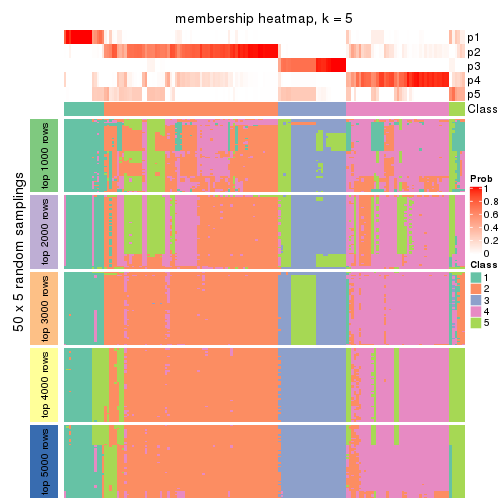 membership heatmap, k = 5
p1
p2
p3
p4
p5
Class
50 x 5 random samplings
top 1000 rows
top 2000 rows
top 3000 rows
top 4000 rows
top 5000 rows
Prob
1
0.8
0.6
0.4
0.2
0
Class
1
2
3
4
5